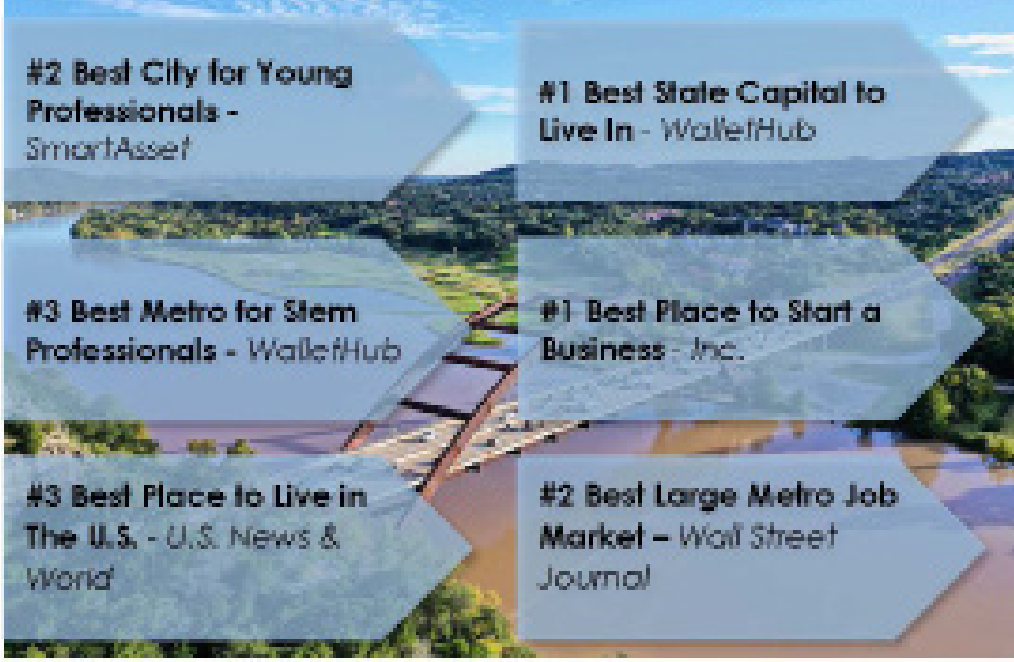 #2 Best City for Young
Professionals -
SmartAsset
#1 Best State Capital to
Live In - WalletHub
#3 Best Metro for Stem
Professionals - WalletHub
#1 Best Place to Start a
Business - Inc.
#3 Best Place to Live in
The U.S. - U.S. News &
World
#2 Best Large Metro Job
Market – Wall Street
Journal